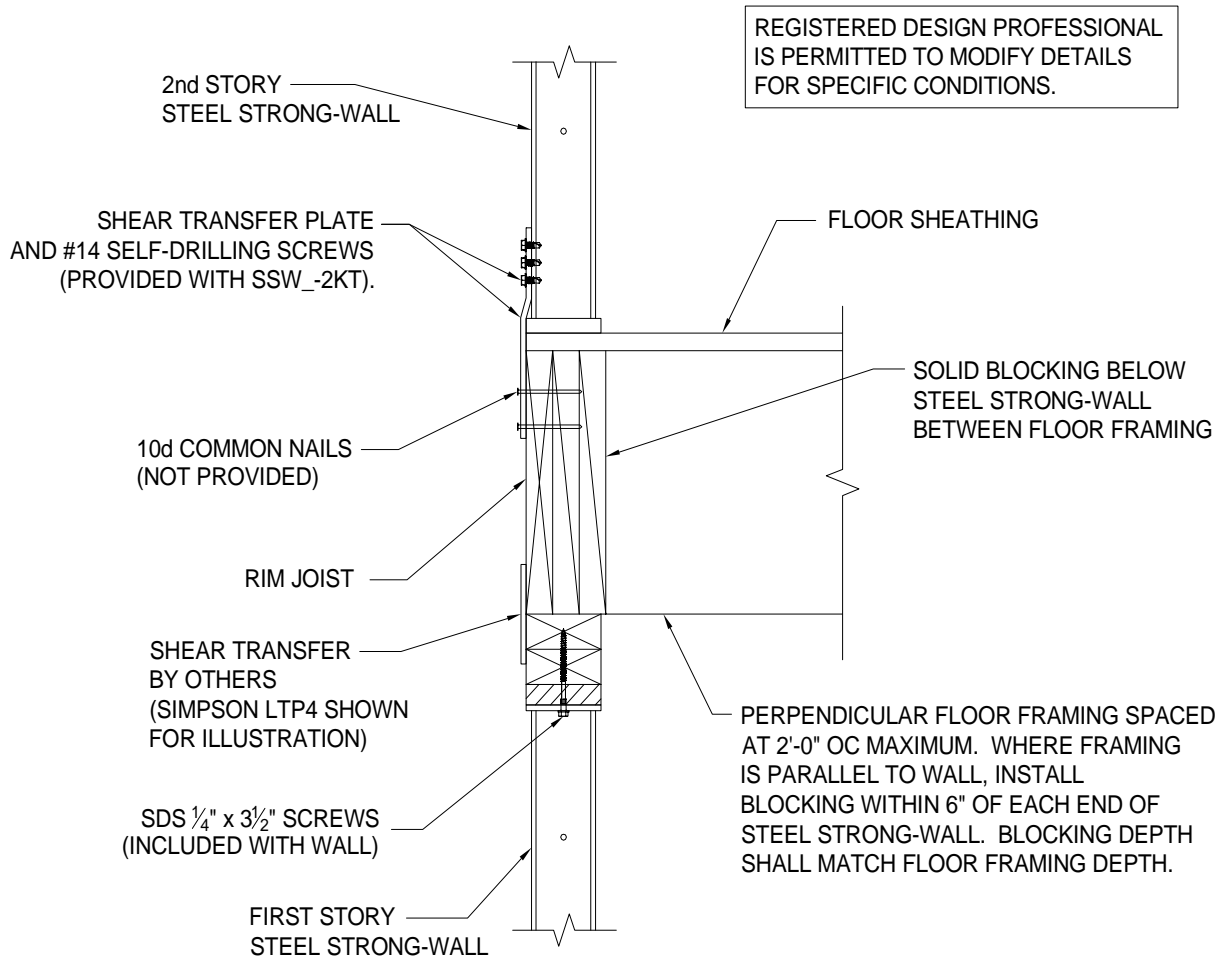 REGISTERED DESIGN PROFESSIONAL
IS PERMITTED TO MODIFY DETAILS
FOR SPECIFIC CONDITIONS.
2nd STORY
STEEL STRONG-WALL
SHEAR TRANSFER PLATE
AND #14 SELF-DRILLING SCREWS
(PROVIDED WITH SSW_-2KT).
FLOOR SHEATHING
SOLID BLOCKING BELOW
STEEL STRONG-WALL
BETWEEN FLOOR FRAMING
10d COMMON NAILS
(NOT PROVIDED)
RIM JOIST
SHEAR TRANSFER
BY OTHERS
(SIMPSON LTP4 SHOWN
FOR ILLUSTRATION)
PERPENDICULAR FLOOR FRAMING SPACED
AT 2'-0" OC MAXIMUM. WHERE FRAMING
IS PARALLEL TO WALL, INSTALL
BLOCKING WITHIN 6" OF EACH END OF
STEEL STRONG-WALL. BLOCKING DEPTH
SHALL MATCH FLOOR FRAMING DEPTH.
SDS 1/4" x 3 1/2" SCREWS
(INCLUDED WITH WALL)
FIRST STORY
STEEL STRONG-WALL